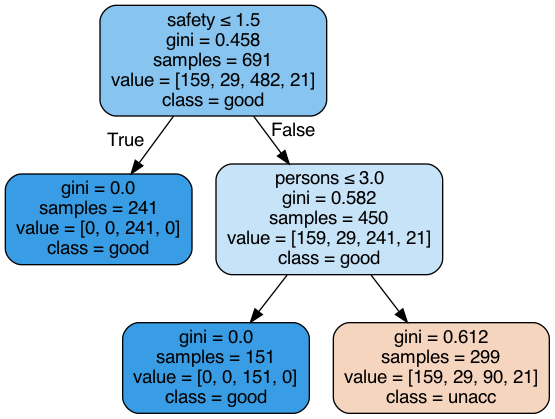 safety ≤ 1.5
gini = 0.458
samples = 691
value = [159, 29, 482, 21]
class = good
True
False
gini = 0.0
samples = 241
value = [0, 0, 241, 0]
class = good
persons ≤ 3.0
gini = 0.582
samples = 450
value = [159, 29, 241, 21]
class = good
gini = 0.0
samples = 151
value = [0, 0, 151, 0]
class = good
gini = 0.612
samples = 299
value = [159, 29, 90, 21]
class = unacc